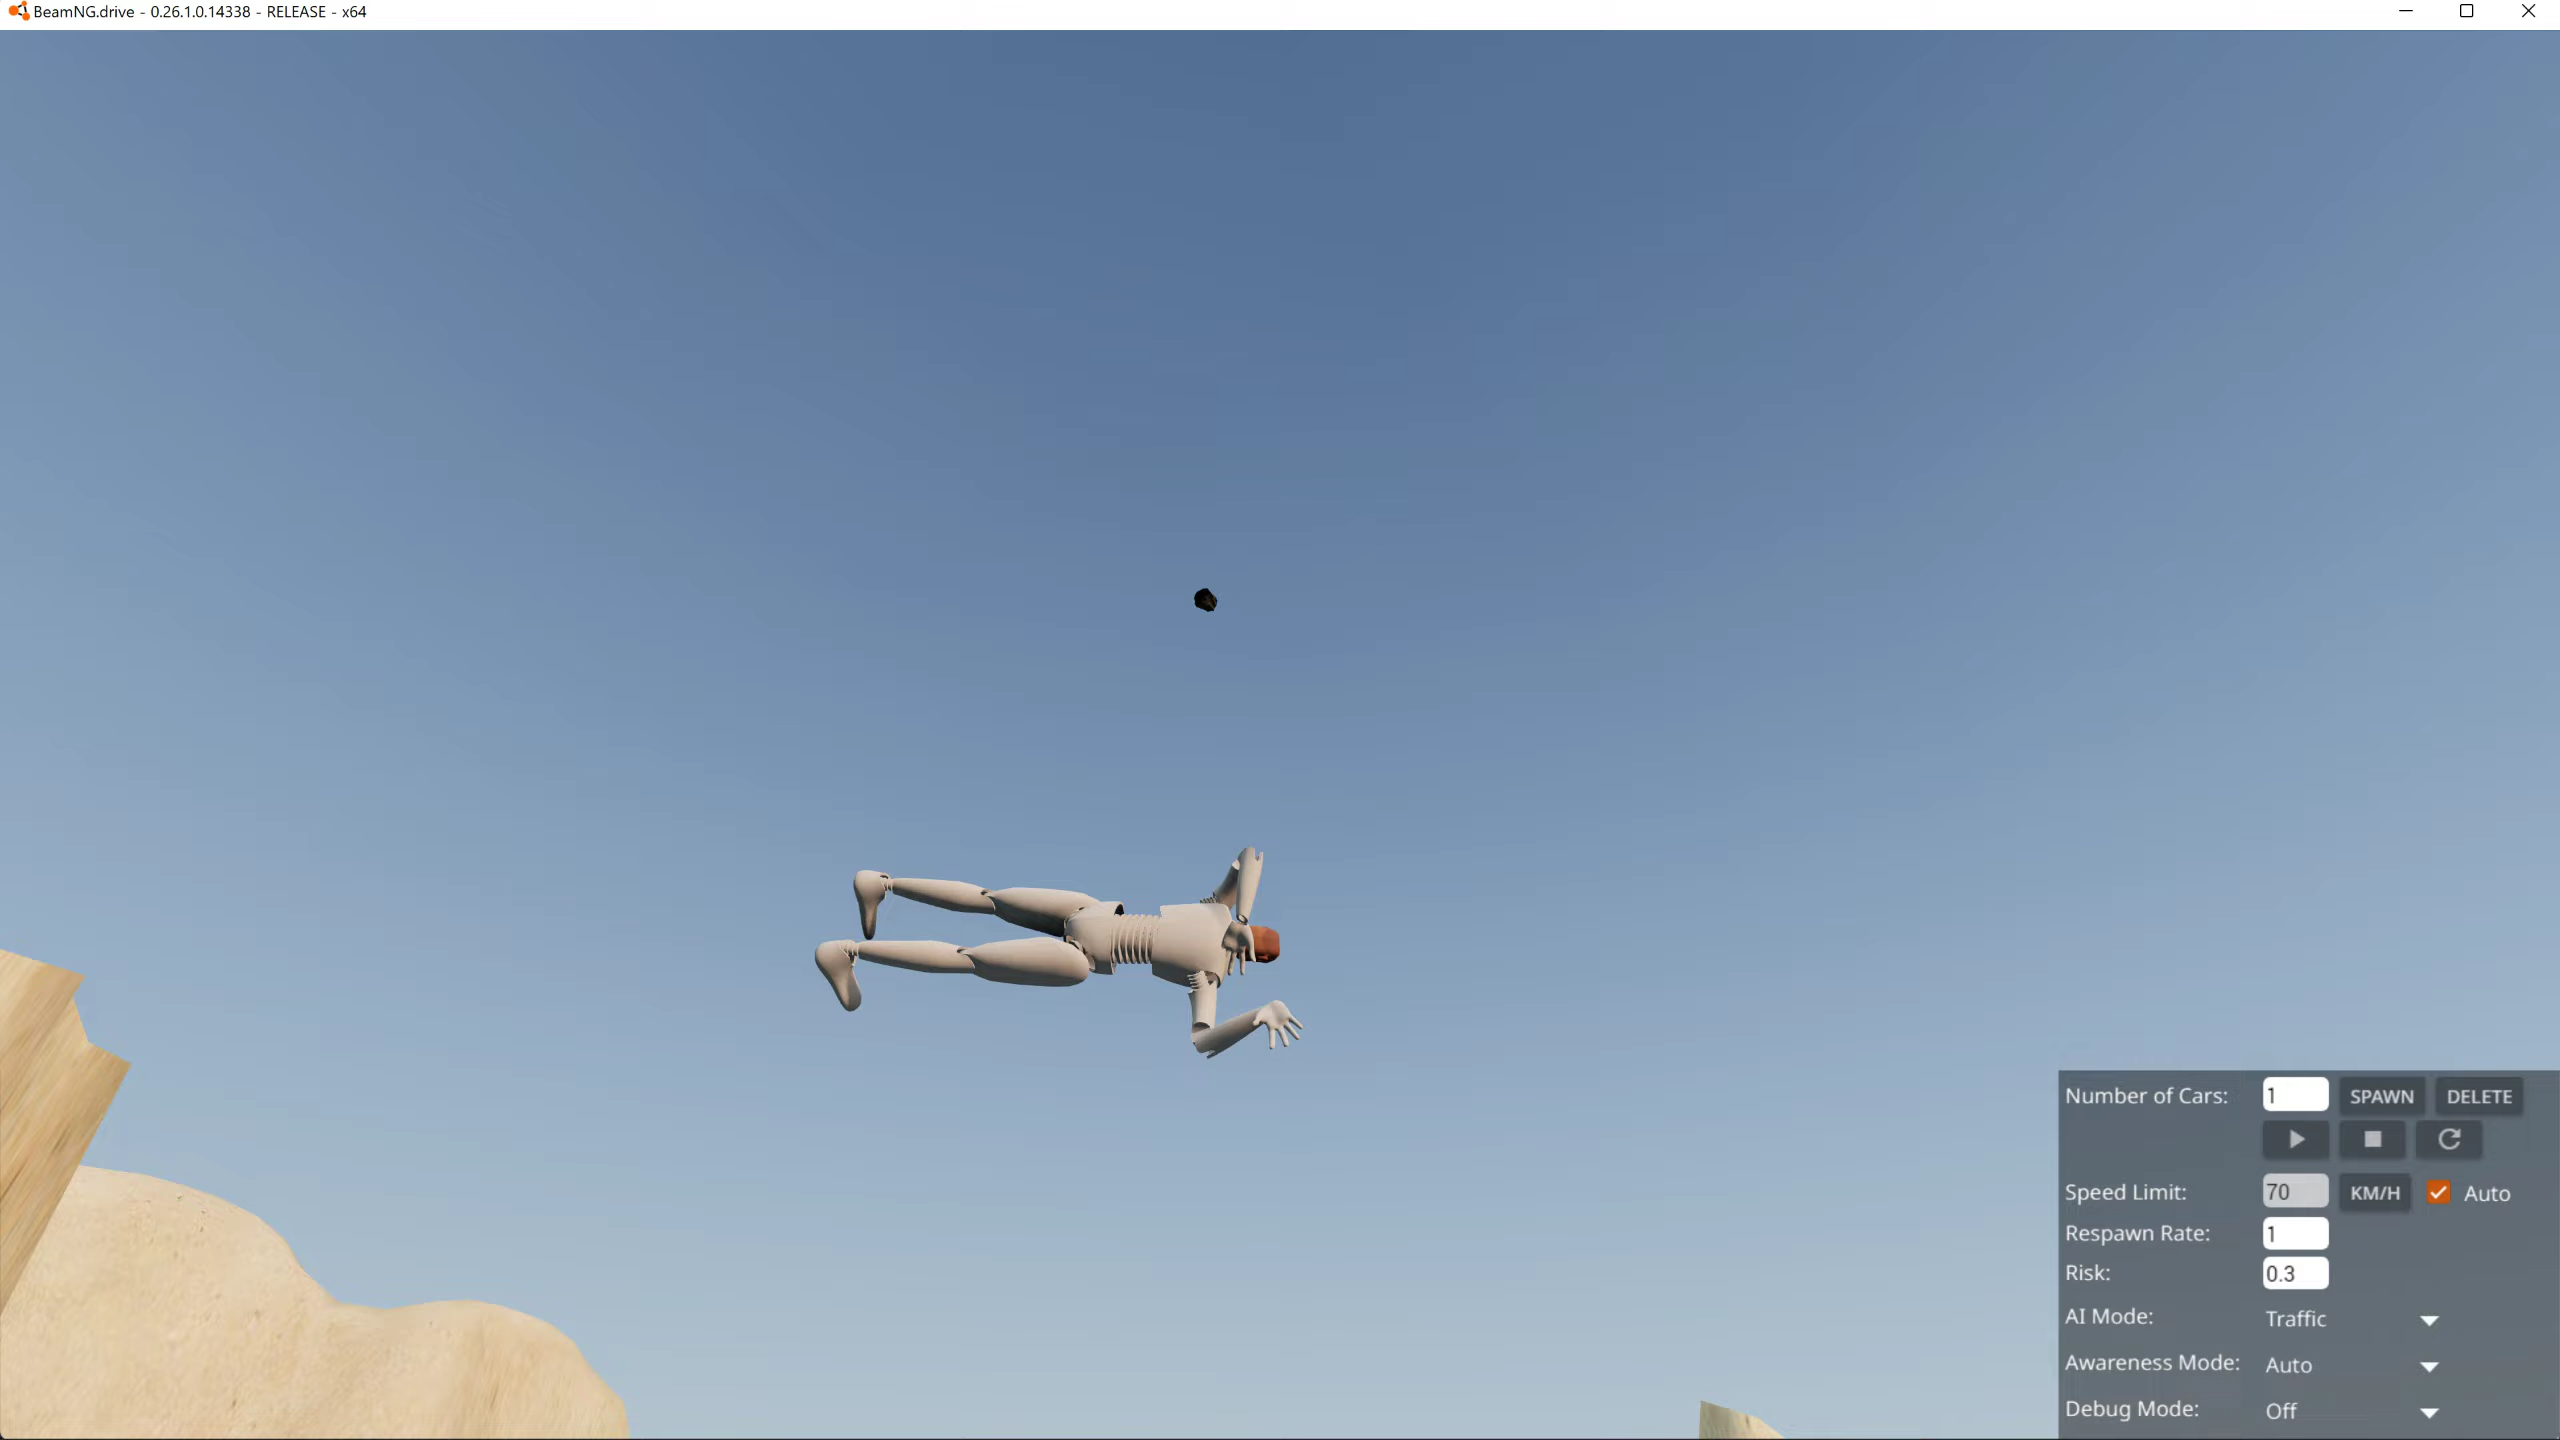 BeamNG.drive - 0.26.1.0.14338 - RELEASE - x64
Number of Cars: 1 SPAWN DELETE
Speed Limit: 70 KM/H Auto
Respawn Rate: 1
Risk: 0.3
AI Mode: Traffic
Awareness Mode: Auto
Debug Mode: Off